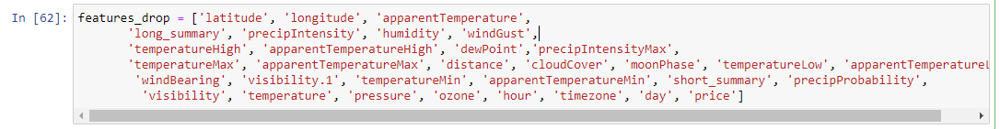 In [62]: features_drop = ['latitude', 'longitude', 'apparentTemperature',
'long_summary', 'precipIntensity', 'humidity', 'windGust',
'temperatureHigh', 'apparentTemperatureHigh', 'dewPoint','precipIntensityMax',
'temperatureMax', 'apparentTemperatureMax', 'distance', 'cloudCover', 'moonPhase', 'temperatureLow', 'apparentTemperatureL
'windBearing', 'visibility.1', 'temperatureMin', 'apparentTemperatureMin', 'short_summary', 'precipProbability',
'visibility', 'temperature', 'pressure', 'ozone', 'hour', 'timezone', 'day', 'price']